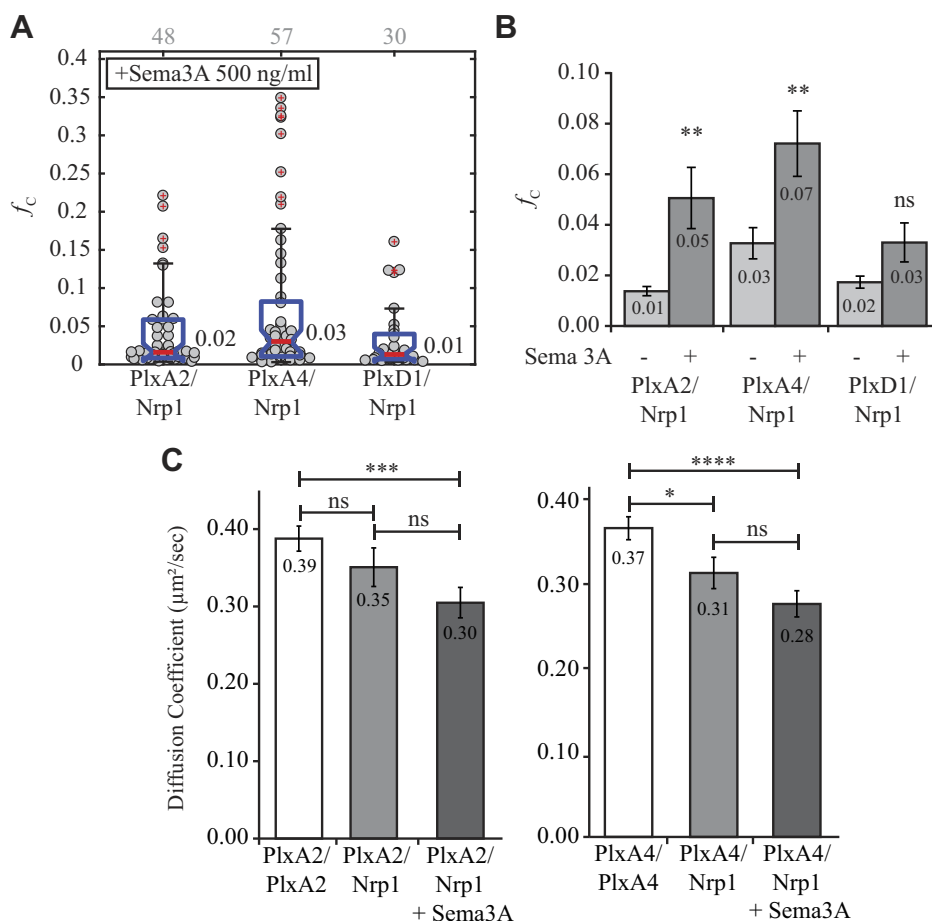 A
48 57 30
+Sema3A 500 ng/ml
0.4
0.35
0.3
0.25
0.2
0.15
0.1
0.05
0
fc
0.02
0.03
0.01
PlxA2/ PlxA4/ PlxD1/
Nrp1 Nrp1 Nrp1
B
0.10
0.08
0.06
0.04
0.02
0.00
fc
**
**
ns
0.01
0.05
0.03
0.07
0.02
0.03
Sema 3A - + - + - +
PlxA2/ PlxA4/ PlxD1/
Nrp1 Nrp1 Nrp1
C
Diffusion Coefficient (μm²/sec)
0.40
0.30
0.20
0.10
0.00
***
ns
ns
0.39
0.35
0.30
PlxA2/ PlxA2/ PlxA2/
PlxA2 Nrp1 Nrp1
+ Sema3A
0.40
0.30
0.20
0.10
0.00
****
*
ns
0.37
0.31
0.28
PlxA4/ PlxA4/ PlxA4/
PlxA4 Nrp1 Nrp1
+ Sema3A